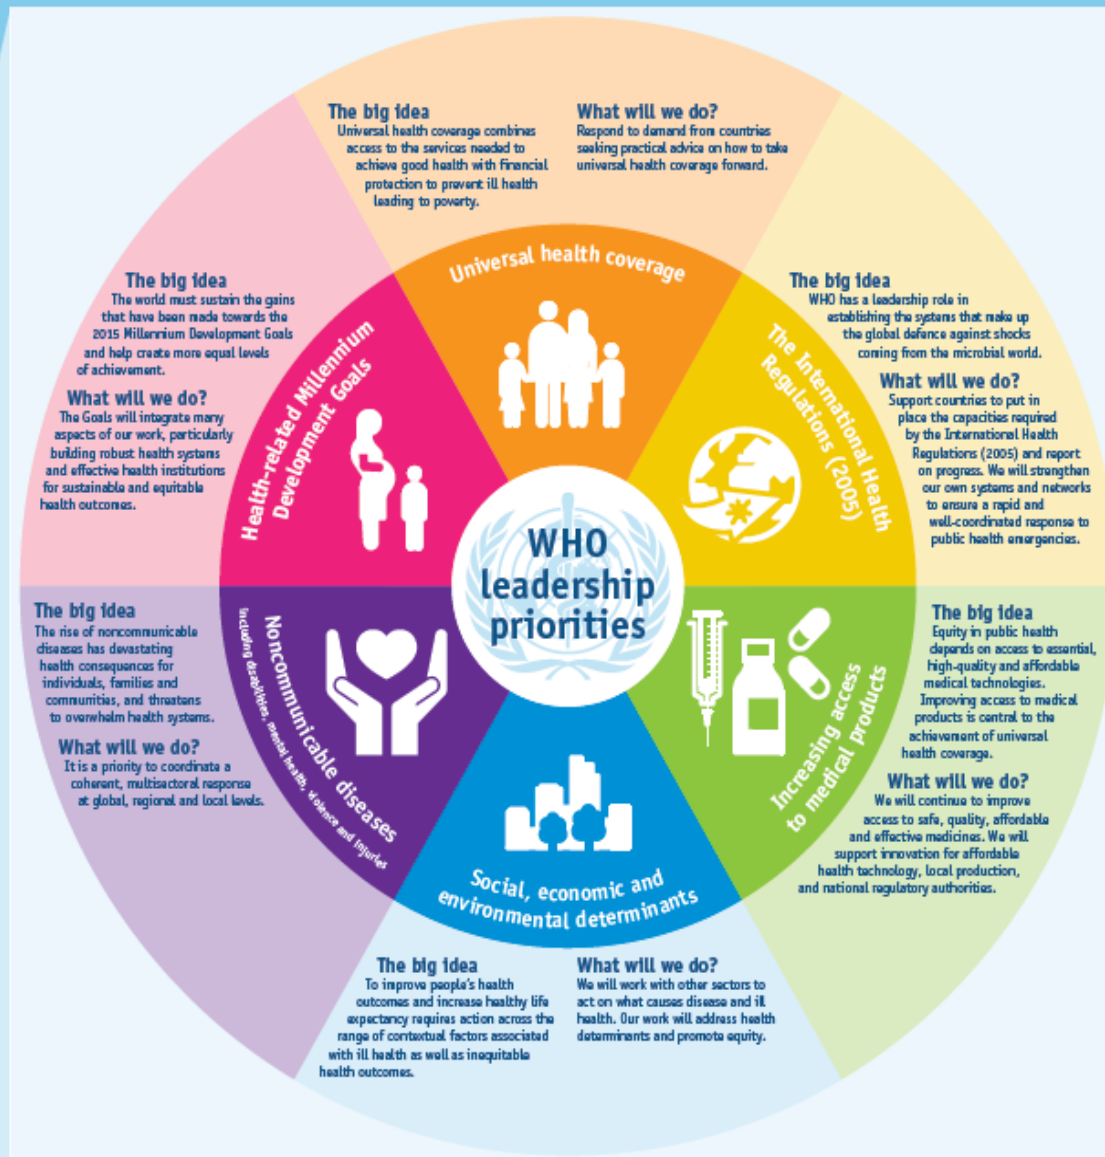 WHO
leadership
priorities
Universal health coverage
The big idea
Universal health coverage combines
access to the services needed to
achieve good health with financial
protection to prevent ill health
leading to poverty.
What will we do?
Respond to demand from countries
seeking practical advice on how to take
universal health coverage forward.
The International Health
Regulations (2005)
The big idea
WHO has a leadership role in
establishing the systems that make up
the global defence against shocks
coming from the microbial world.
What will we do?
Support countries to put in
place the capacities required
by the International Health
Regulations (2005) and report
on progress. We will strengthen
our own systems and networks
to ensure a rapid and
well-coordinated response to
public health emergencies.
Increasing access
to medical products
The big idea
Equity in public health
depends on access to essential,
high-quality and affordable
medical technologies.
Improving access to medical
products is central to the
achievement of universal
health coverage.
What will we do?
We will continue to improve
access to safe, quality, affordable
and effective medicines. We will
support innovation for affordable
health technology, local production,
and national regulatory authorities.
Social, economic and
environmental determinants
The big idea
To improve people's health
outcomes and increase healthy life
expectancy requires action across the
range of contextual factors associated
with ill health as well as inequitable
health outcomes.
What will we do?
We will work with other sectors to
act on what causes disease and ill
health. Our work will address health
determinants and promote equity.
Noncommunicable diseases
including disabilities, mental health, violence and injuries
The big idea
The rise of noncommunicable
diseases has devastating
health consequences for
individuals, families and
communities, and threatens
to overwhelm health systems.
What will we do?
It is a priority to coordinate a
coherent, multisectoral response
at global, regional and local levels.
Health-related Millennium
Development Goals
The big idea
The world must sustain the gains
that have been made towards the
2015 Millennium Development Goals
and help create more equal levels
of achievement.
What will we do?
The Goals will integrate many
aspects of our work, particularly
building robust health systems
and effective health institutions
for sustainable and equitable
health outcomes.